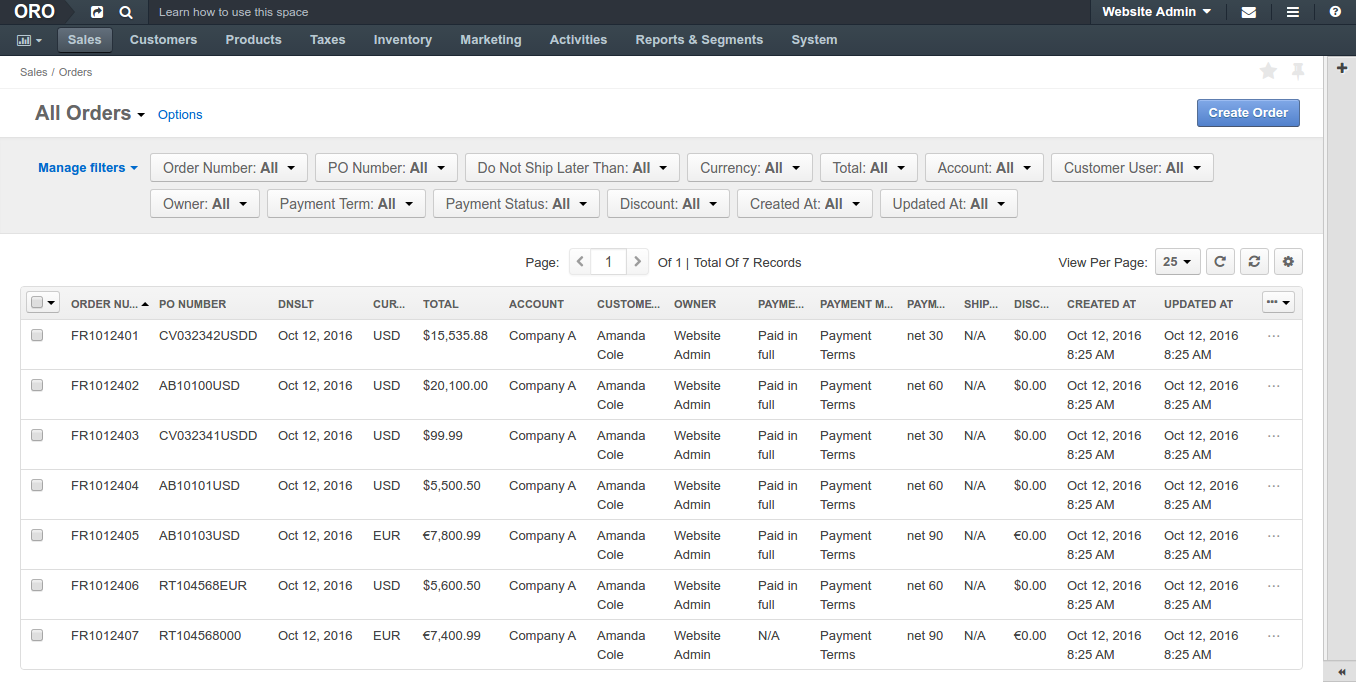 ORO Learn how to use this space Website Admin
Sales Customers Products Taxes Inventory Marketing Activities Reports & Segments System
Sales / Orders
All Orders Options Create Order
Manage filters Order Number: All PO Number: All Do Not Ship Later Than: All Currency: All Total: All Account: All Customer User: All
Owner: All Payment Term: All Payment Status: All Discount: All Created At: All Updated At: All
Page: 1 Of 1 | Total Of 7 Records View Per Page: 25
ORDER NU... PO NUMBER DNSLT CUR... TOTAL ACCOUNT CUSTOME... OWNER PAYME... PAYMENT M... PAYM... SHIP... DISC... CREATED AT UPDATED AT
FR1012401 CV032342USDD Oct 12, 2016 USD $15,535.88 Company A Amanda Website Paid in Payment net 30 N/A $0.00 Oct 12, 2016 Oct 12, 2016 ...
Cole Admin full Terms 8:25 AM 8:25 AM
FR1012402 AB10100USD Oct 12, 2016 USD $20,100.00 Company A Amanda Website Paid in Payment net 60 N/A $0.00 Oct 12, 2016 Oct 12, 2016 ...
Cole Admin full Terms 8:25 AM 8:25 AM
FR1012403 CV032341USDD Oct 12, 2016 USD $99.99 Company A Amanda Website Paid in Payment net 30 N/A $0.00 Oct 12, 2016 Oct 12, 2016 ...
Cole Admin full Terms 8:25 AM 8:25 AM
FR1012404 AB10101USD Oct 12, 2016 USD $5,500.50 Company A Amanda Website Paid in Payment net 60 N/A $0.00 Oct 12, 2016 Oct 12, 2016 ...
Cole Admin full Terms 8:25 AM 8:25 AM
FR1012405 AB10103USD Oct 12, 2016 EUR €7,800.99 Company A Amanda Website Paid in Payment net 90 N/A €0.00 Oct 12, 2016 Oct 12, 2016 ...
Cole Admin full Terms 8:25 AM 8:25 AM
FR1012406 RT104568EUR Oct 12, 2016 USD $5,600.50 Company A Amanda Website Paid in Payment net 60 N/A $0.00 Oct 12, 2016 Oct 12, 2016 ...
Cole Admin full Terms 8:25 AM 8:25 AM
FR1012407 RT104568000 Oct 12, 2016 EUR €7,400.99 Company A Amanda Website N/A Payment net 90 N/A €0.00 Oct 12, 2016 Oct 12, 2016 ...
Cole Admin Terms 8:25 AM 8:25 AM